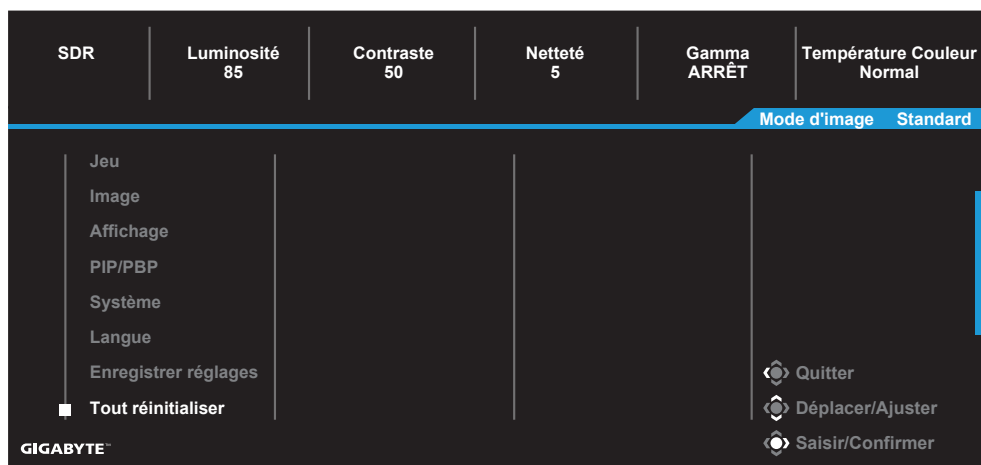 SDR
Luminosité
85
Contraste
50
Netteté
5
Gamma
ARRÊT
Température Couleur
Normal
Mode d'image Standard
Jeu
Image
Affichage
PIP/PBP
Système
Langue
Enregistrer réglages
Tout réinitialiser
Quitter
Déplacer/Ajuster
Saisir/Confirmer
GIGABYTE™